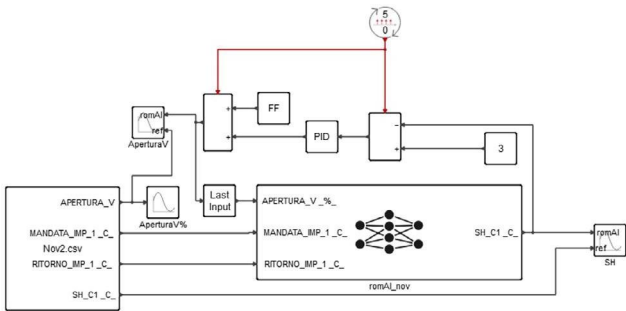 5
0
romAI
ref
AperturaV
+
+
FF
PID
-
+
3
APERTURA_V
MANDATA_IMP_1 _C_
Nov2.csv
RITORNO_IMP_1 _C_
SH_C1 _C_
AperturaV%
Last
Input
APERTURA_V _%_
MANDATA_IMP_1 _C_
RITORNO_IMP_1 _C_
SH_C1 _C_
romAI_nov
romAI
ref
SH